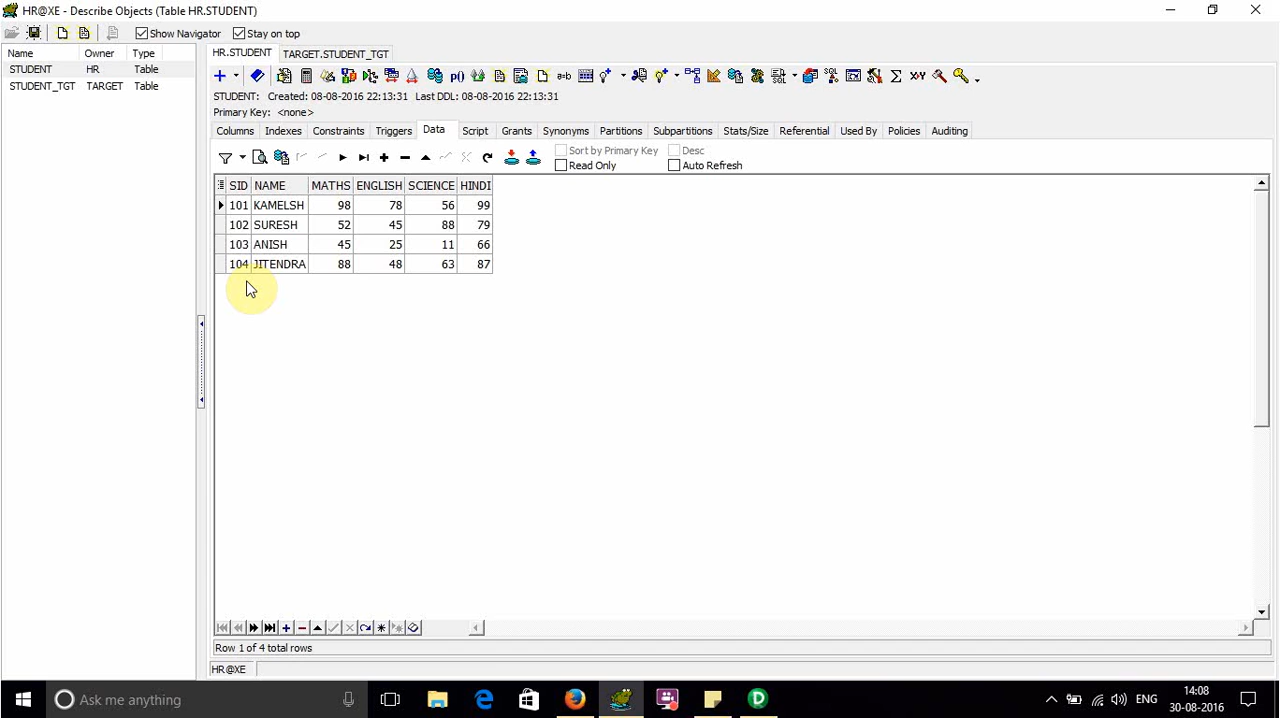 HR@XE - Describe Objects (Table HR.STUDENT)
Show Navigator Stay on top
Name Owner Type
STUDENT HR Table
STUDENT_TGT TARGET Table
HR.STUDENT TARGET.STUDENT_TGT
STUDENT: Created: 08-08-2016 22:13:31 Last DDL: 08-08-2016 22:13:31
Primary Key: <none>
Columns Indexes Constraints Triggers Data Script Grants Synonyms Partitions Subpartitions Stats/Size Referential Used By Policies Auditing
Sort by Primary Key Desc
Read Only Auto Refresh
SID NAME MATHS ENGLISH SCIENCE HINDI
101 KAMELSH 98 78 56 99
102 SURESH 52 45 88 79
103 ANISH 45 25 11 66
104 JITENDRA 88 48 63 87
Row 1 of 4 total rows
HR@XE
Ask me anything
ENG
14:08
30-08-2016